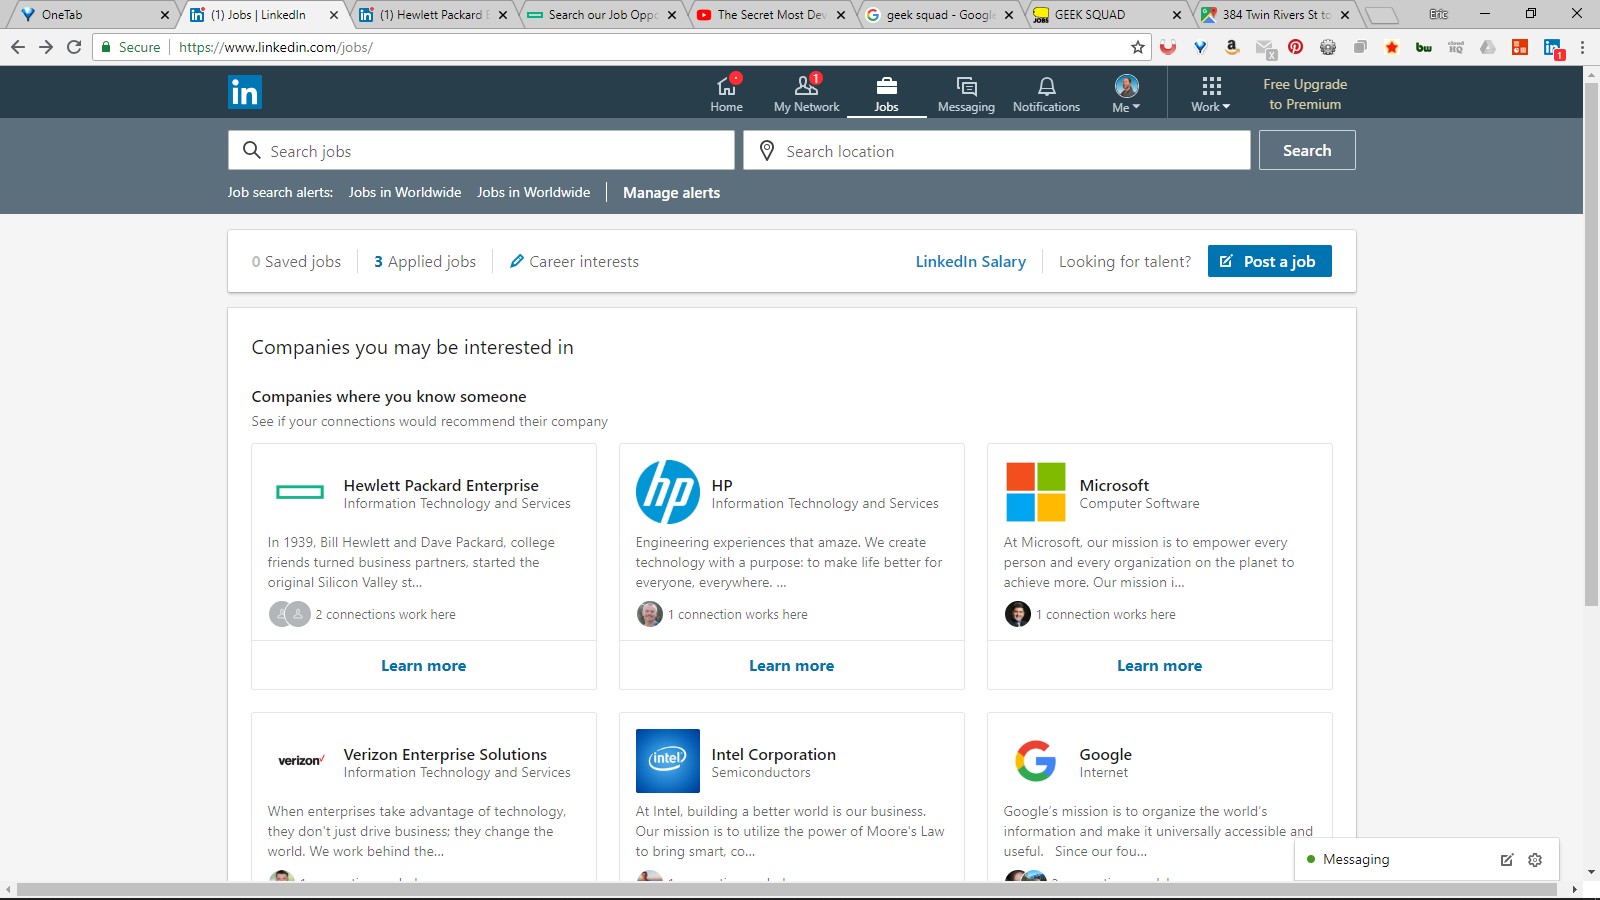 OneTab
(1) Jobs | LinkedIn
(1) Hewlett Packard E
Search our Job Oppo
The Secret Most Dev
geek squad - Google
GEEK SQUAD
384 Twin Rivers St to
Eric
Secure
https://www.linkedin.com/jobs/
in
Home
1
My Network
Jobs
Messaging
Notifications
Me
Work
Free Upgrade
to Premium
Search jobs
Search location
Search
Job search alerts: Jobs in Worldwide Jobs in Worldwide Manage alerts
0 Saved jobs 3 Applied jobs Career interests LinkedIn Salary Looking for talent? Post a job
Companies you may be interested in
Companies where you know someone
See if your connections would recommend their company
Hewlett Packard Enterprise
Information Technology and Services
In 1939, Bill Hewlett and Dave Packard, college
friends turned business partners, started the
original Silicon Valley st...
2 connections work here
Learn more
hp
HP
Information Technology and Services
Engineering experiences that amaze. We create
technology with a purpose: to make life better for
everyone, everywhere. ...
1 connection works here
Learn more
Microsoft
Computer Software
At Microsoft, our mission is to empower every
person and every organization on the planet to
achieve more. Our mission i...
1 connection works here
Learn more
verizon
Verizon Enterprise Solutions
Information Technology and Services
When enterprises take advantage of technology,
they don't just drive business; they change the
world. We work behind the...
intel
Intel Corporation
Semiconductors
At Intel, building a better world is our business.
Our mission is to utilize the power of Moore's Law
to bring smart, co...
Google
Internet
Google's mission is to organize the world's
information and make it universally accessible and
useful. Since our fou...
Messaging